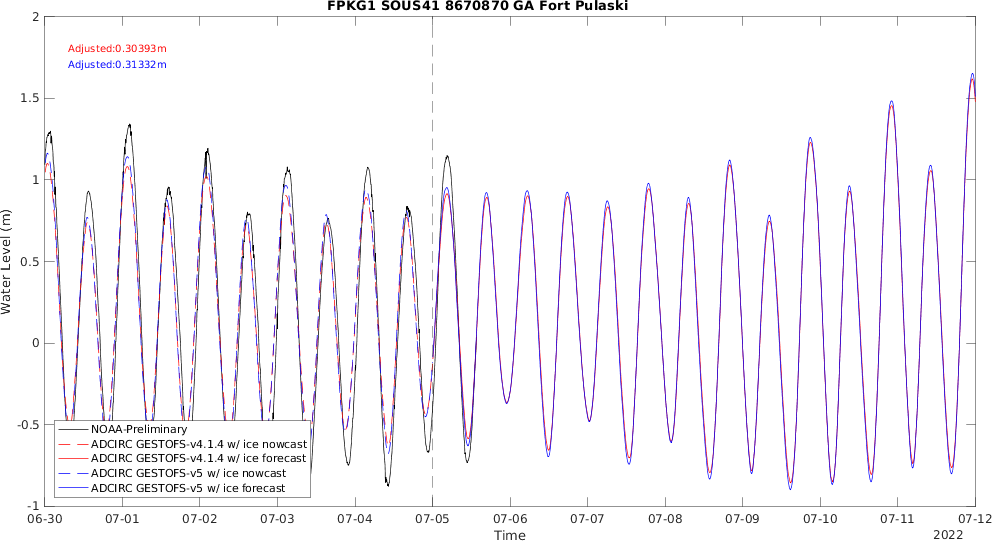 FPKG1 SOUS41 8670870 GA Fort Pulaski
2
Adjusted:0.30393m
Adjusted:0.31332m
1.5
1
0.5
Water Level (m)
0
-0.5
-1
NOAA-Preliminary
ADCIRC GESTOFS-v4.1.4 w/ ice nowcast
ADCIRC GESTOFS-v4.1.4 w/ ice forecast
ADCIRC GESTOFS-v5 w/ ice nowcast
ADCIRC GESTOFS-v5 w/ ice forecast
06-30 07-01 07-02 07-03 07-04 07-05 07-06 07-07 07-08 07-09 07-10 07-11 07-12
Time
2022